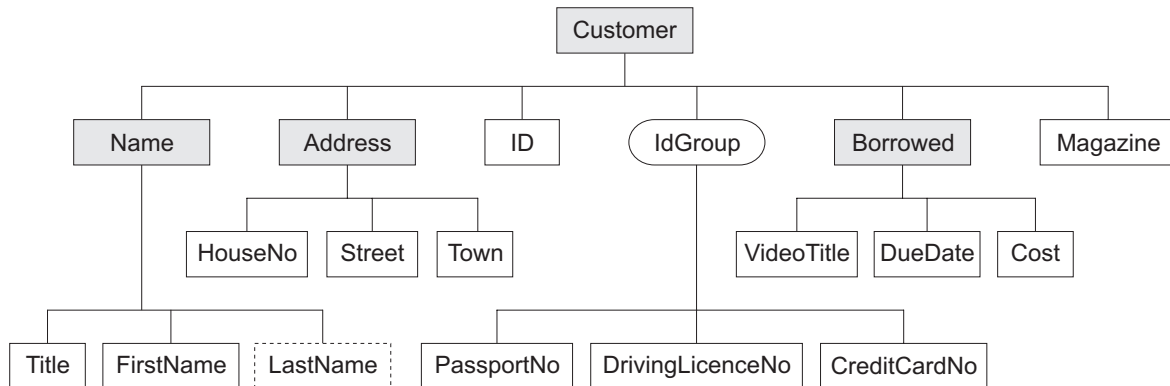 Customer
Name Address ID IdGroup Borrowed Magazine
HouseNo Street Town VideoTitle DueDate Cost
Title FirstName LastName PassportNo DrivingLicenceNo CreditCardNo